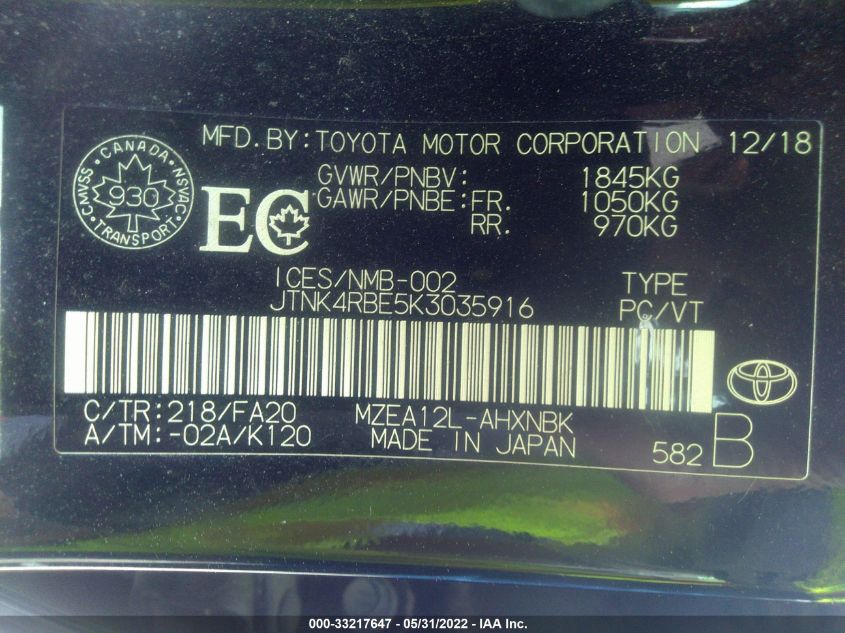 MFD.BY:TOYOTA MOTOR CORPORATION 12/18
CANADA
CMVSS 930 NSVAC
TRANSPORT
EC
GVWR/PNBV: 1845KG
GAWR/PNBE:FR. 1050KG
RR. 970KG
ICES/NMB-002 TYPE
JTNK4RBE5K3035916 PC/VT
C/TR:218/FA20 MZEA12L-AHXNBK
A/TM:-02A/K120 MADE IN JAPAN 582 B
000-33217647 - 05/31/2022 - IAA Inc.